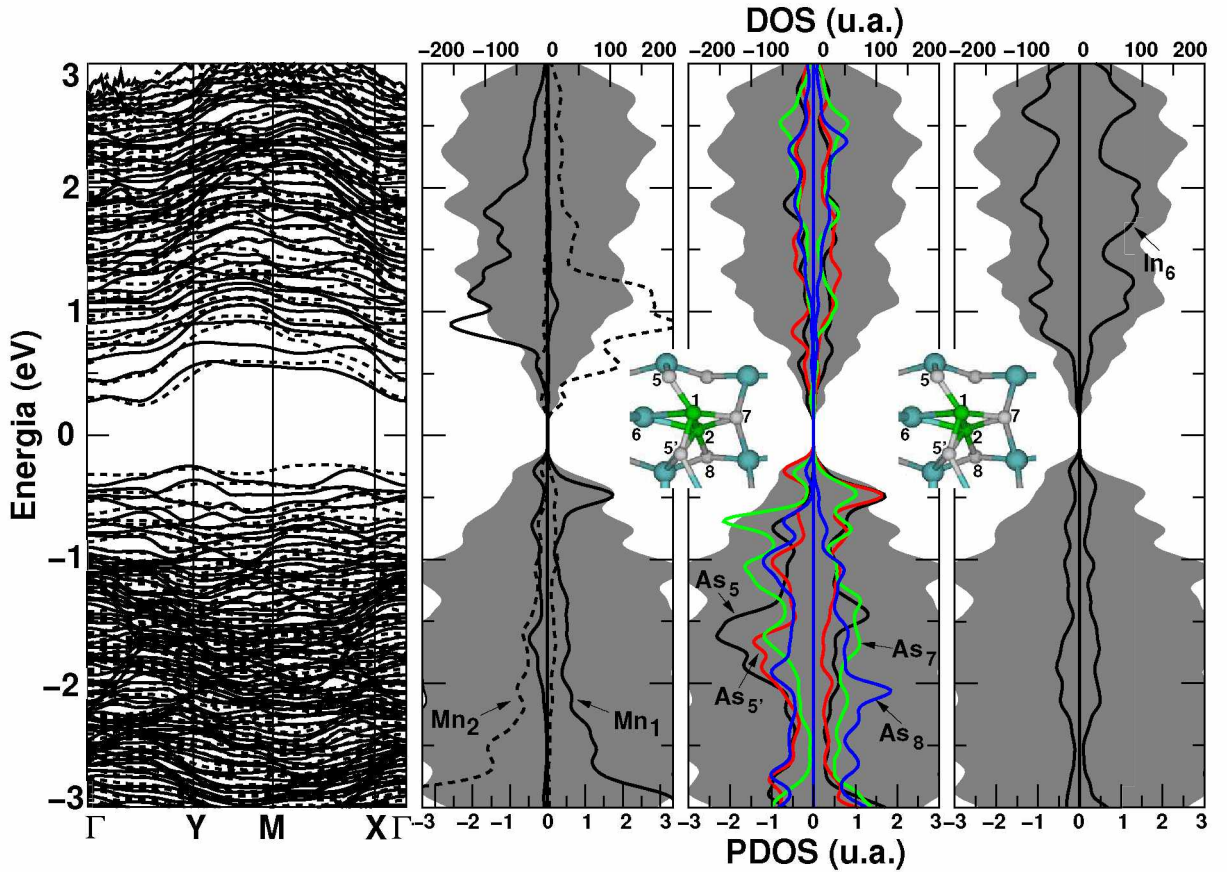 DOS (u.a.)
−200 −100 0 100 200
−100 0 100 200
−200 −100 0 100 200
3
2
1
0
−1
−2
−3
Energia (eV)
In6
5
1
7
6
2
5'
8
5
1
7
6
2
5'
8
As5
As7
As5'
As8
Mn2
Mn1
Γ Y M X Γ
−3 −2 −1 0 1 2 3
−3 −2 −1 0 1 2 3
−3 −2 −1 0 1 2 3
PDOS (u.a.)